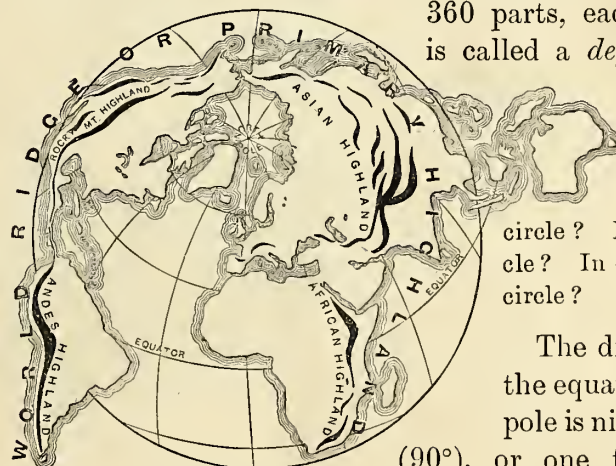 360 parts, eac
is called a de
WORLD RIDGE OR PRIMARY HIGHLAND
ROCKY MT. HIGHLAND
ASIAN HIGHLAND
ANDES HIGHLAND
AFRICAN HIGHLAND
EQUATOR
EQUATOR
circle ?
cle ? In
circle ?
The d
the equa
pole is ni
(90°), or one